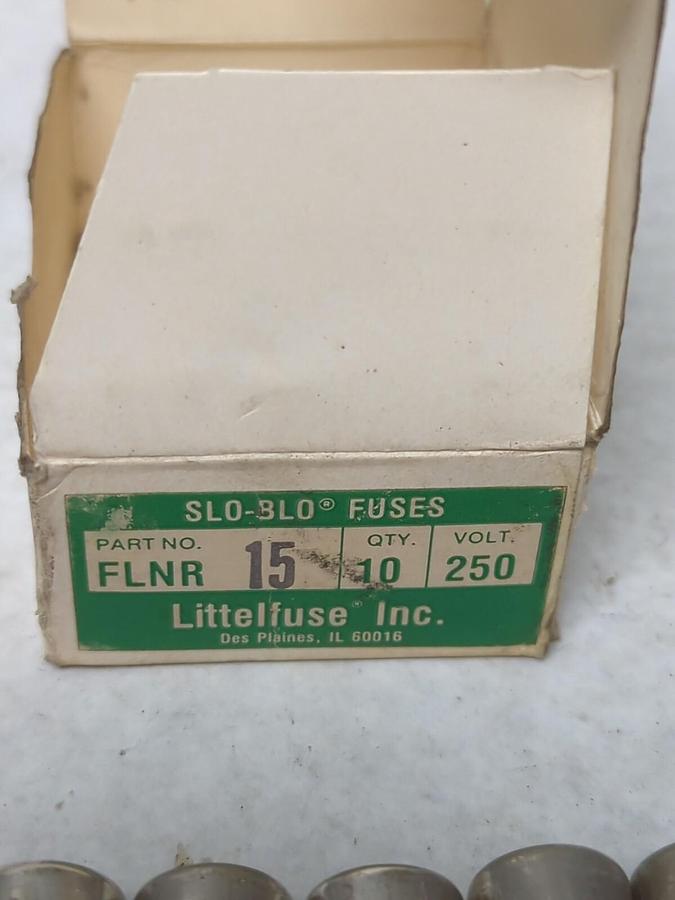 SLO-BLO® FUSES
PART NO. QTY. VOLT.
FLNR 15 10 250
Littelfuse® Inc.
Des Plaines, IL 60016